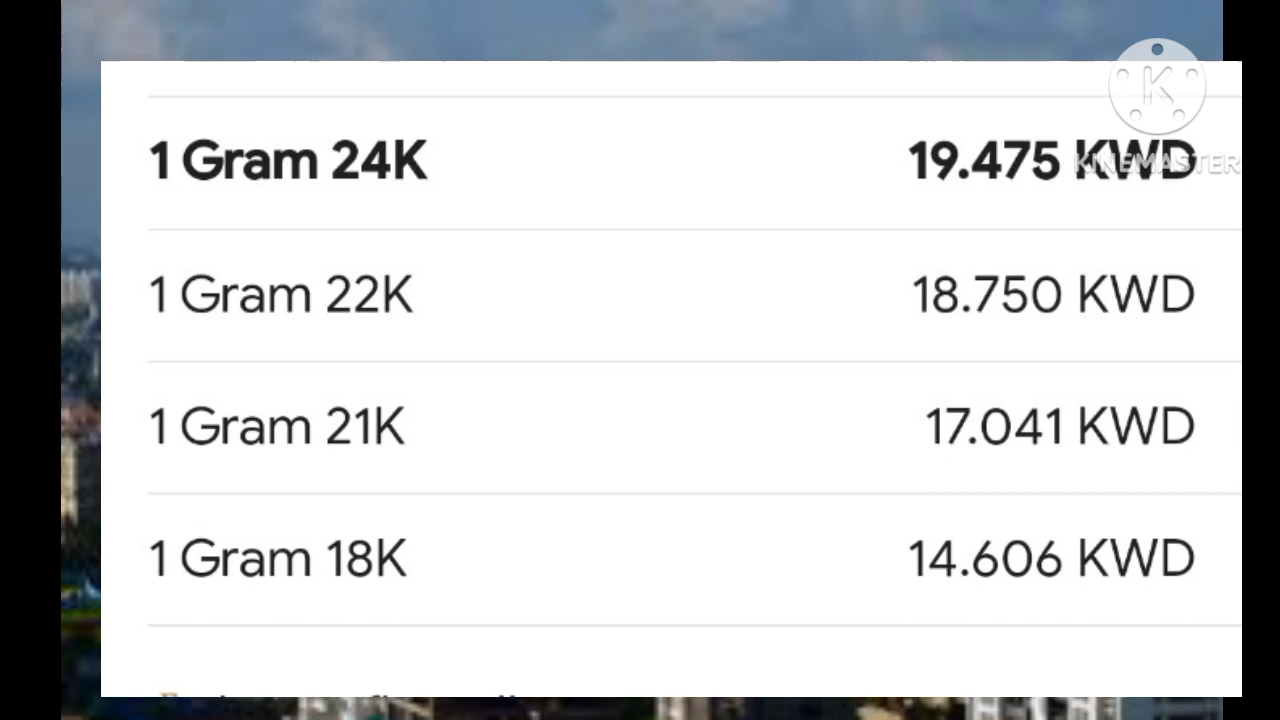 K
KINEMASTER
1 Gram 24K 19.475 KWD
1 Gram 22K 18.750 KWD
1 Gram 21K 17.041 KWD
1 Gram 18K 14.606 KWD